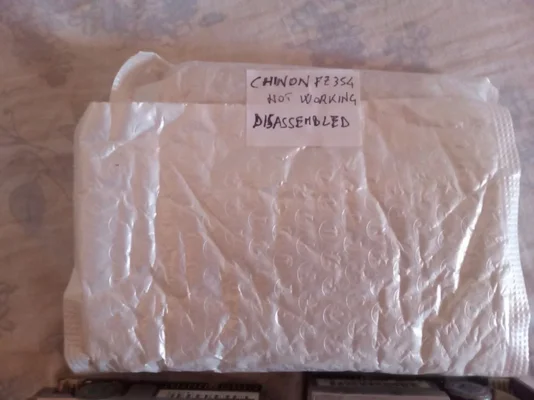 CHINON FZ354
NOT WORKING
DISASSEMBLED